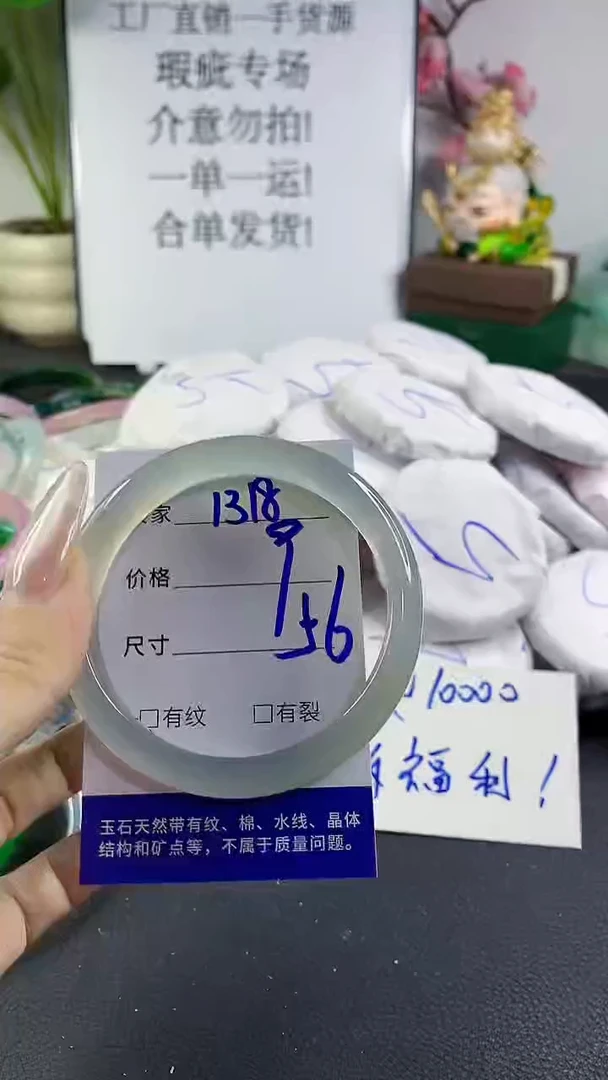 工厂直销一手货源
瑕疵专场
介意勿拍!
一单一运!
合单发货!
家 1318
价格
尺寸 56
□有纹 □有裂
玉石天然带有纹、棉、水线、晶体
结构和矿点等，不属于质量问题。
10000
福利!